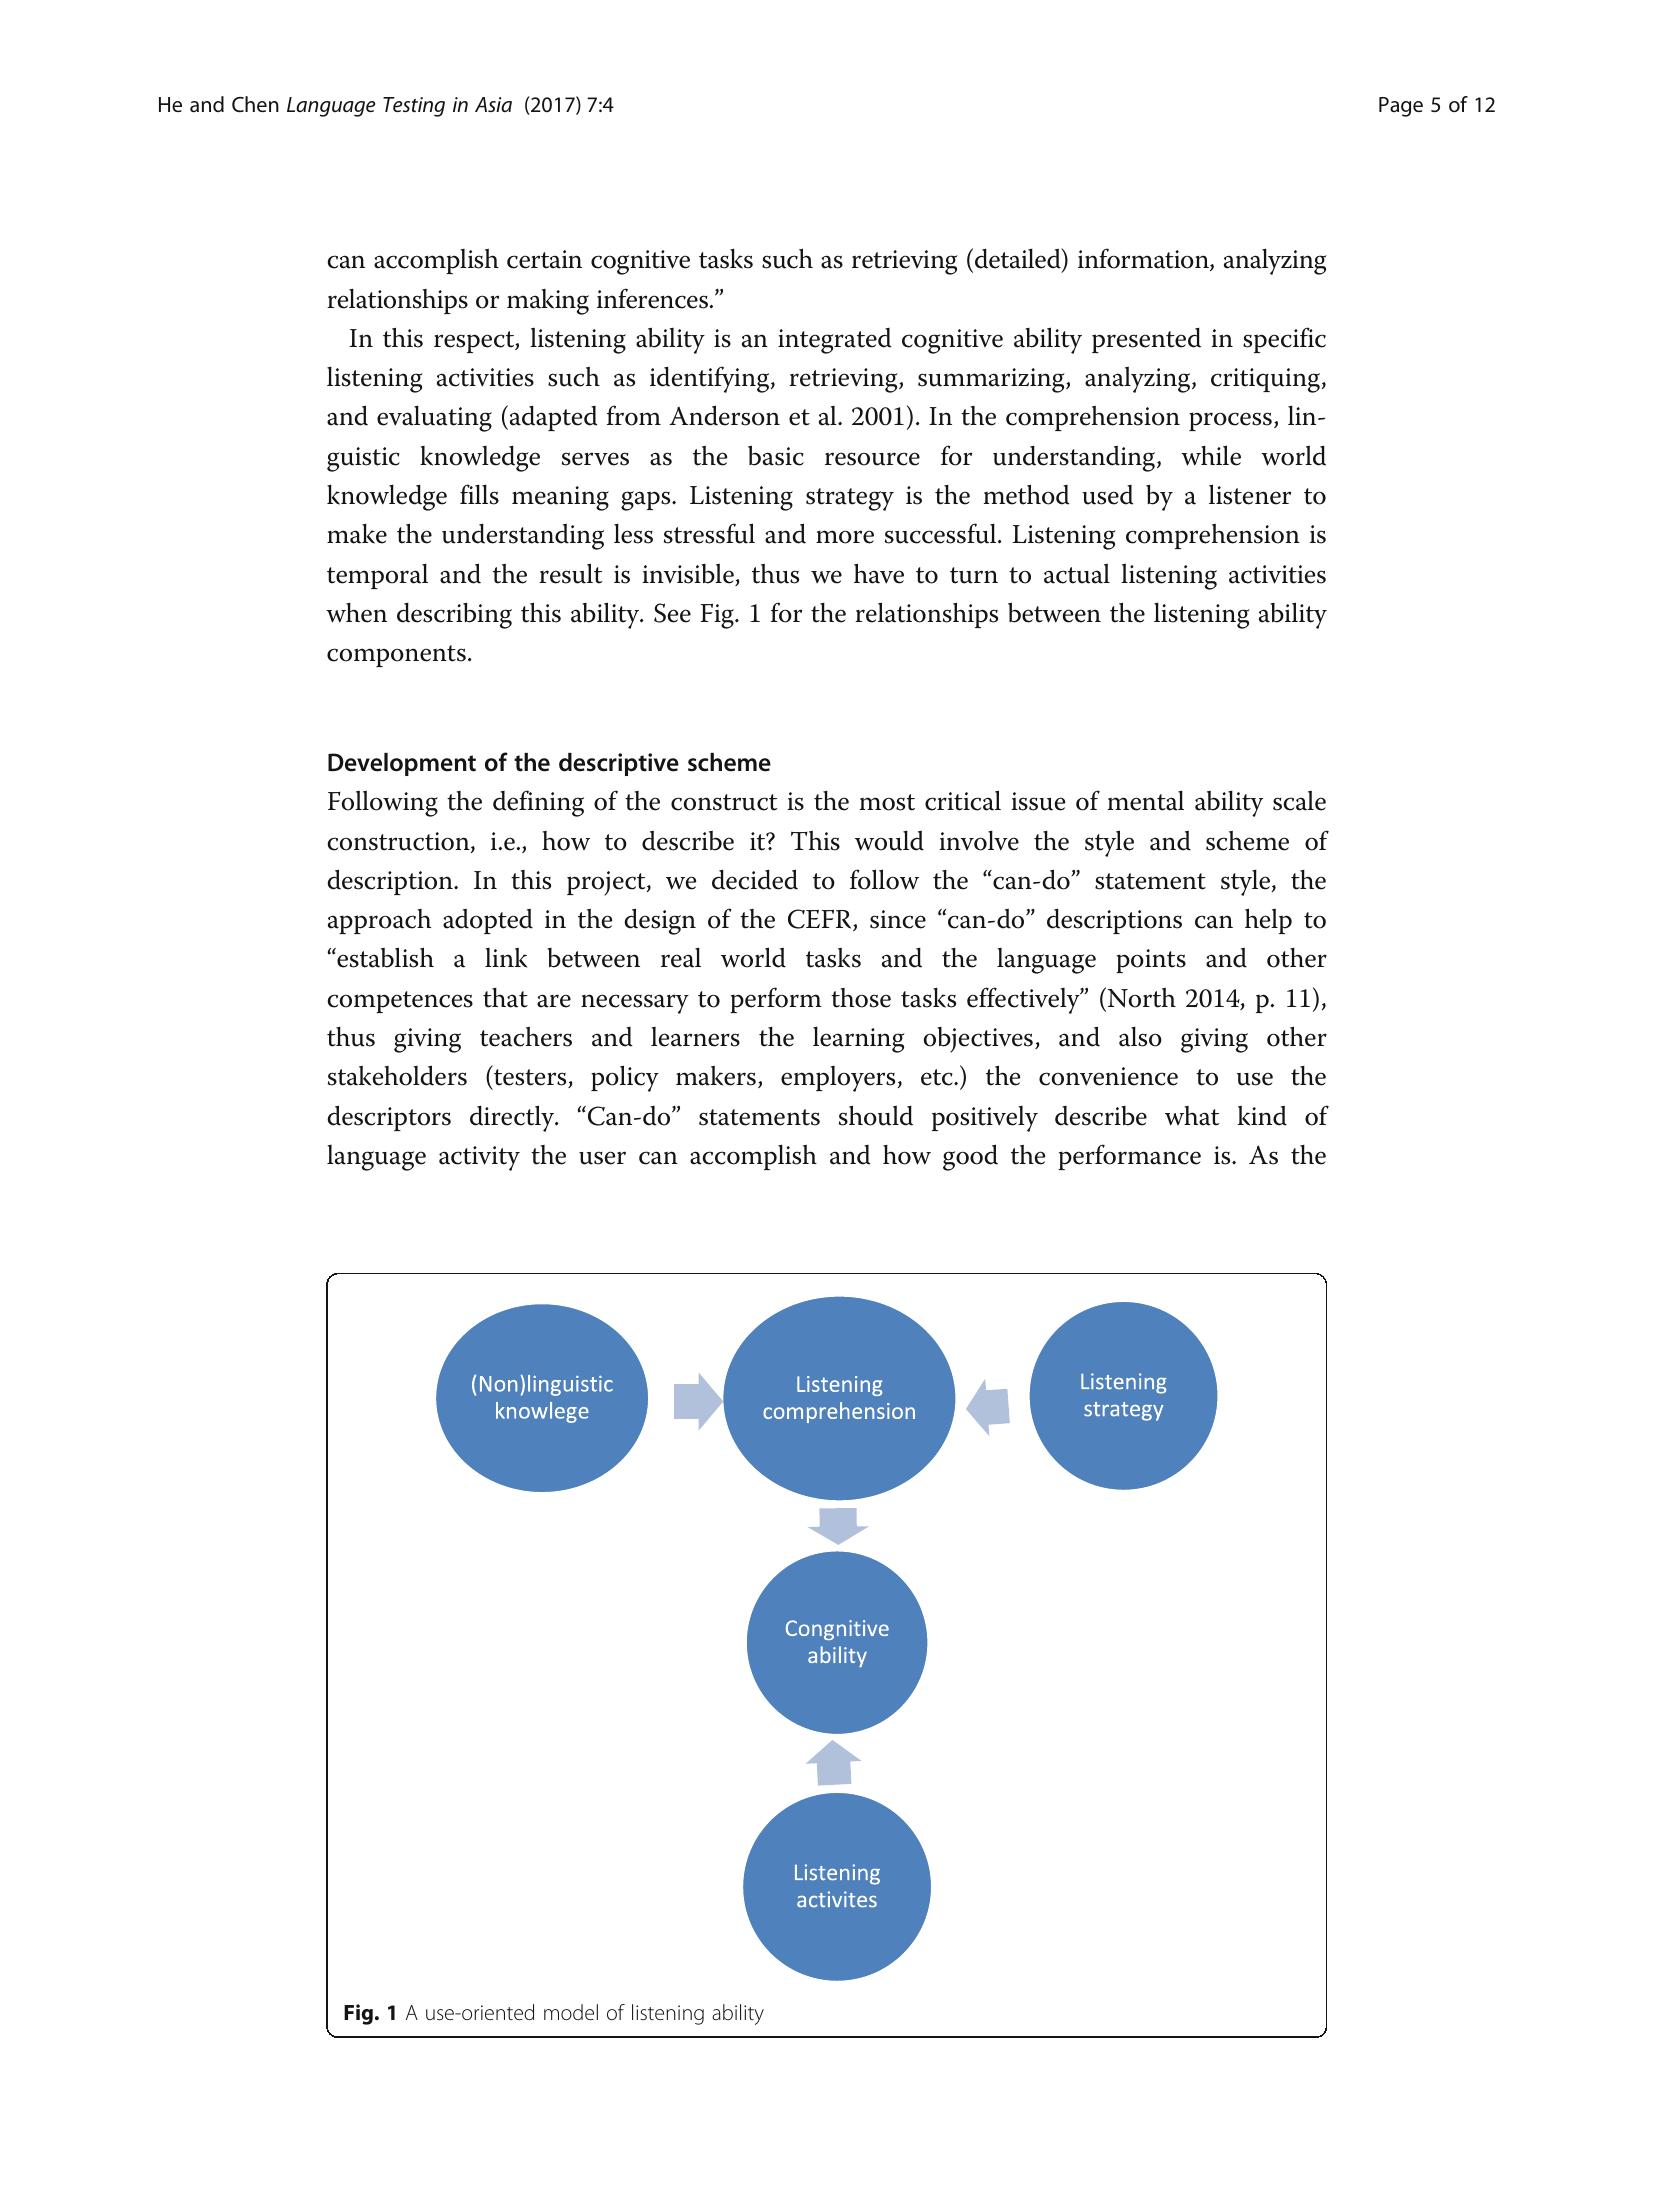 He and Chen Language Testing in Asia (2017) 7:4
Page 5 of 12
can accomplish certain cognitive tasks such as retrieving (detailed) information, analyzing
relationships or making inferences.”
In this respect, listening ability is an integrated cognitive ability presented in specific
listening activities such as identifying, retrieving, summarizing, analyzing, critiquing,
and evaluating (adapted from Anderson et al. 2001). In the comprehension process, lin-
guistic knowledge serves as the basic resource for understanding, while world
knowledge fills meaning gaps. Listening strategy is the method used by a listener to
make the understanding less stressful and more successful. Listening comprehension is
temporal and the result is invisible, thus we have to turn to actual listening activities
when describing this ability. See Fig. 1 for the relationships between the listening ability
components.
Development of the descriptive scheme
Following the defining of the construct is the most critical issue of mental ability scale
construction, i.e., how to describe it? This would involve the style and scheme of
description. In this project, we decided to follow the “can-do” statement style, the
approach adopted in the design of the CEFR, since “can-do” descriptions can help to
“establish a link between real world tasks and the language points and other
competences that are necessary to perform those tasks effectively” (North 2014, p. 11),
thus giving teachers and learners the learning objectives, and also giving other
stakeholders (testers, policy makers, employers, etc.) the convenience to use the
descriptors directly. “Can-do” statements should positively describe what kind of
language activity the user can accomplish and how good the performance is. As the
(Non)linguistic
knowlege
Listening
comprehension
Listening
strategy
Congnitive
ability
Listening
activites
Fig. 1 A use-oriented model of listening ability